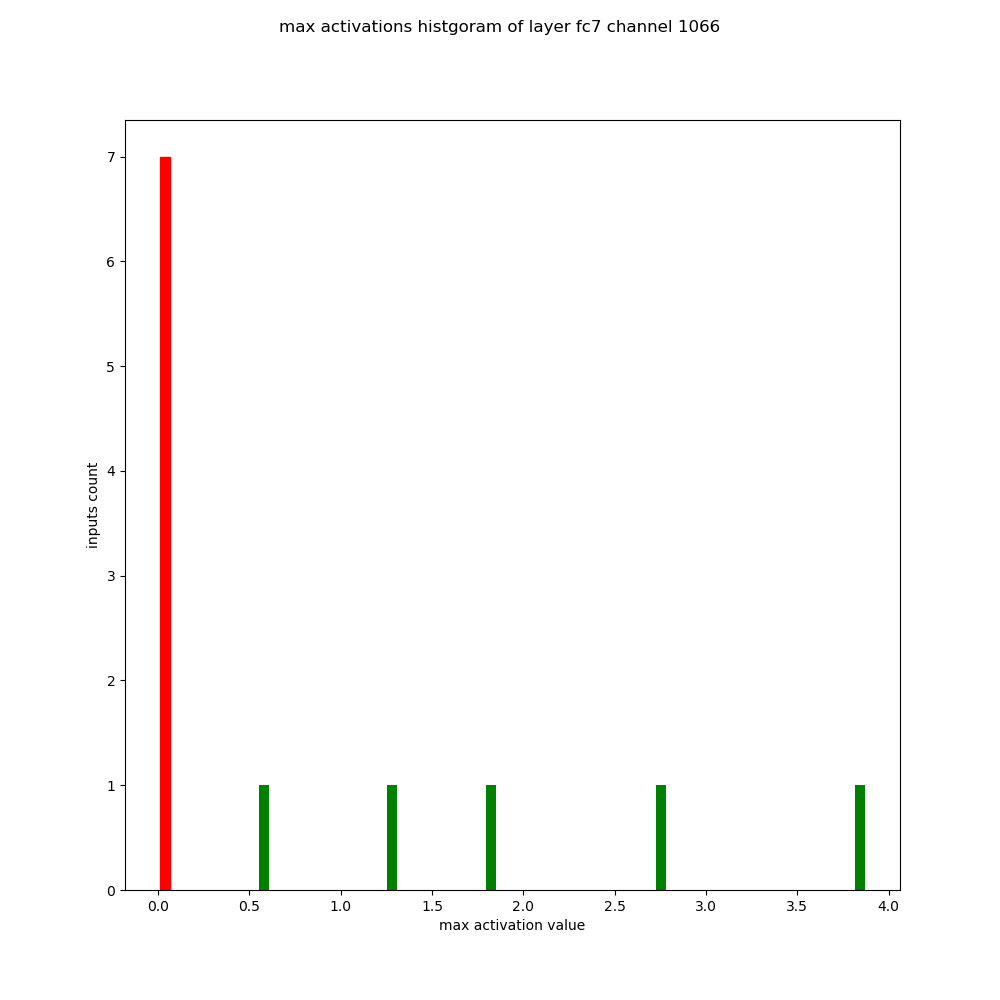 max activations histgoram of layer fc7 channel 1066
7
6
5
4
3
2
1
0
inputs count
0.0 0.5 1.0 1.5 2.0 2.5 3.0 3.5 4.0
max activation value